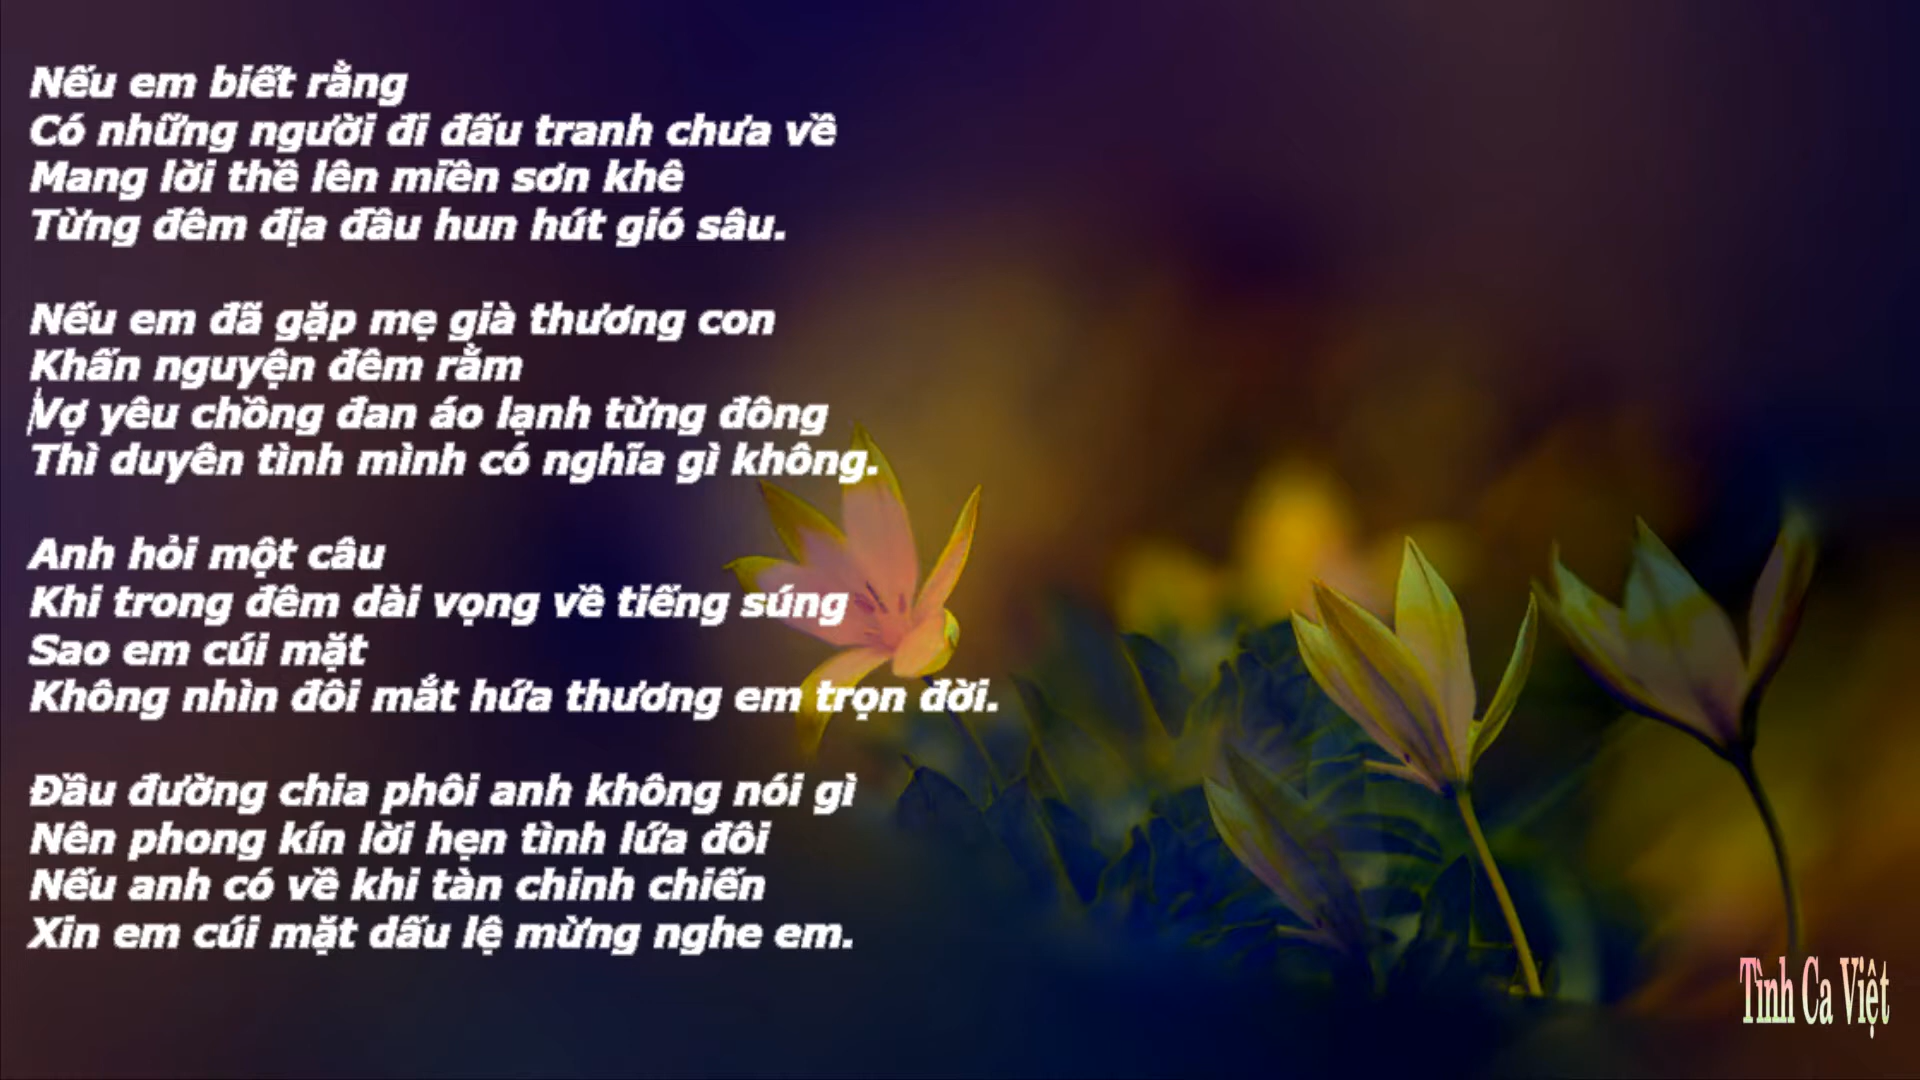 Nếu em biết rằng
Có những người đi đấu tranh chưa về
Mang lời thề lên miền sơn khê
Từng đêm địa đầu hun hút gió sâu.
Nếu em đã gặp mẹ già thương con
Khấn nguyện đêm rằm
Vợ yêu chồng đan áo lạnh từng đông
Thì duyên tình mình có nghĩa gì không.
Anh hỏi một câu
Khi trong đêm dài vọng về tiếng súng
Sao em cúi mặt
Không nhìn đôi mắt hứa thương em trọn đời.
Đầu đường chia phôi anh không nói gì
Nên phong kín lời hẹn tình lứa đôi
Nếu anh có về khi tàn chinh chiến
Xin em cúi mặt dấu lệ mừng nghe em.
Tình Ca Việt